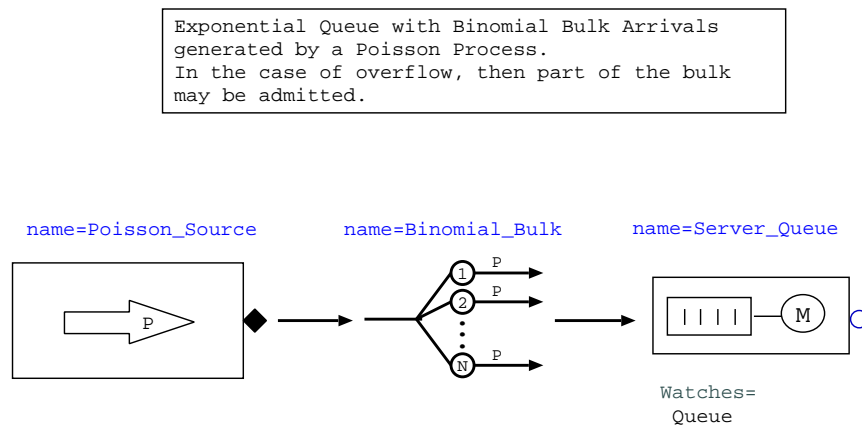 Exponential Queue with Binomial Bulk Arrivals
generated by a Poisson Process.
In the case of overflow, then part of the bulk
may be admitted.
name=Poisson_Source
name=Binomial_Bulk
name=Server_Queue
P
1 P
2 P
N P
M
Watches=
Queue